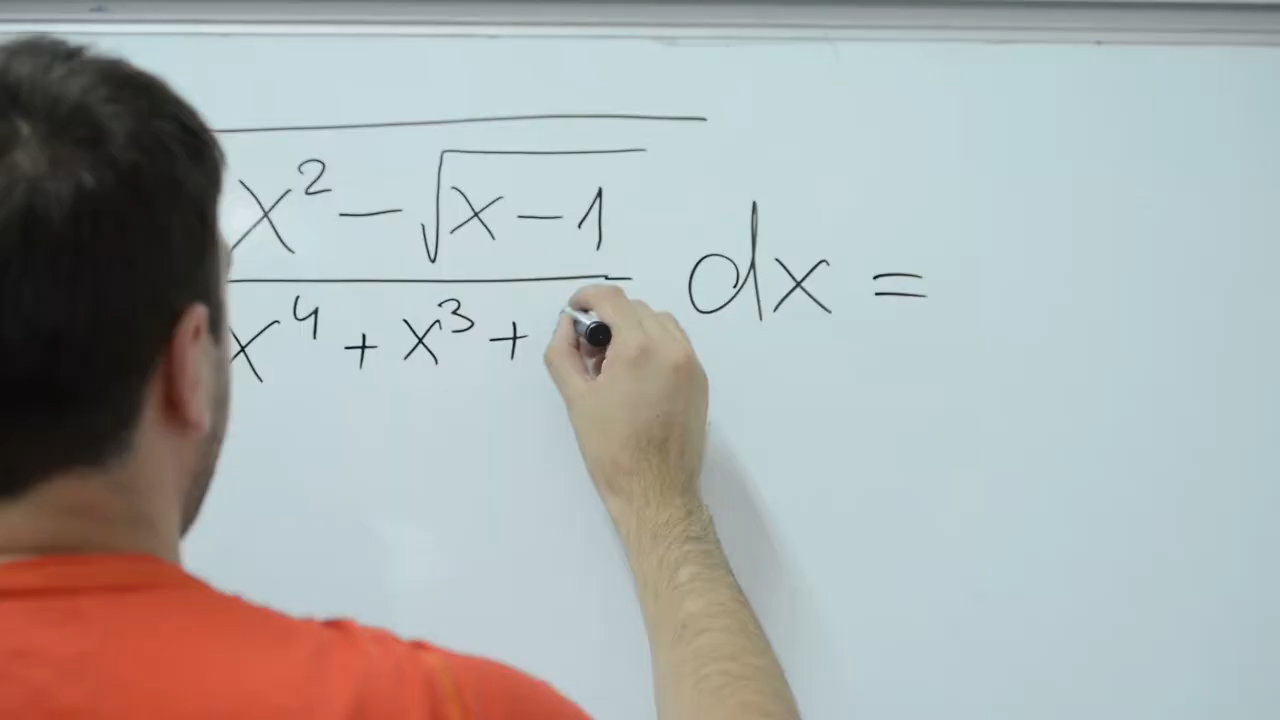 x² − √(x − 1) dx =
x⁴ + x³ +